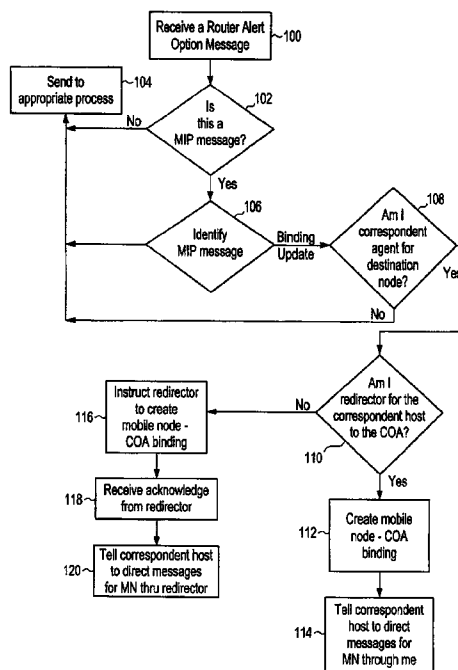 Receive a Router Alert
Option Message
100
Send to
appropriate process
104
Is
this a
MIP message?
102
No
Yes
Identify
MIP message
106
Binding
Update
Am I
correspondent
agent for
destination
node?
108
Yes
No
Am I
redirector for the
correspondent host
to the COA?
110
No
Yes
Instruct redirector
to create
mobile node -
COA binding
116
Receive acknowledge
from redirector
118
Tell correspondent host
to direct messages
for MN thru redirector
120
Create mobile
node - COA
binding
112
Tell correspondent
host to direct
messages for
MN through me
114